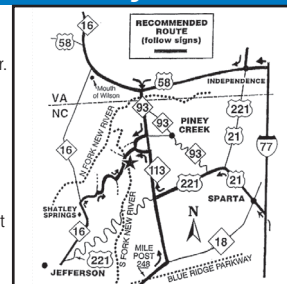 RECOMMENDED
ROUTE
(follow signs)
16
58
r.
Mouth
of Wilson
58
INDEPENDENCE
VA
NC
93
221
N FORK NEW RIVER
PINEY
CREEK
21
93
77
16
113
221
21
SHATLEY
SPRINGS
S FORK NEW RIVER
SPARTA
N
t
16
18
221
MILE
POST
248
BLUE RIDGE PARKWAY
JEFFERSON